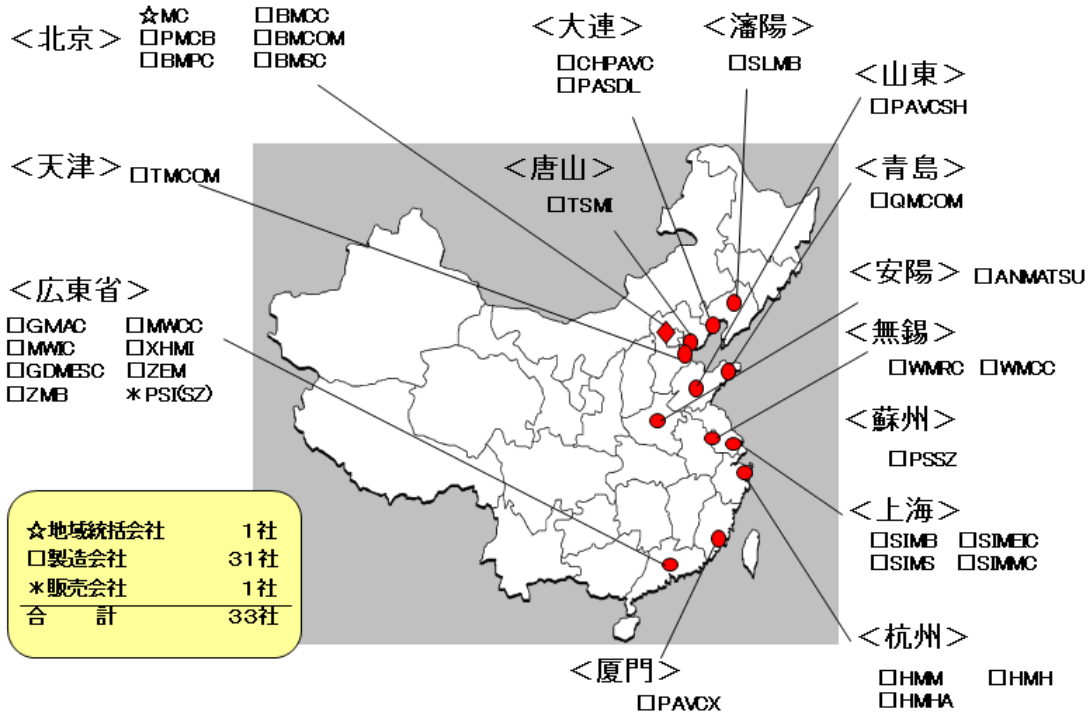 <北京>
☆MC □BMCC
□PMCB □BMCOM
□BMPC □BMSC
<大連>
□CHPAVC
□PASDL
<瀋陽>
□SLMB
<山東>
□PAVCSH
<天津> □TMCOM
<唐山>
□TSMI
<青島>
□QMCOM
<安陽> □ANMATSU
<広東省>
□GMAC □MWCC
□MWIC □XHMI
□GDMESC □ZEM
□ZMB *PSI(SZ)
<無錫>
□WMRC □WMCC
<蘇州>
□PSSZ
<上海>
□SIMB □SIMEIC
□SIMS □SIMMC
☆地域統括会社 1社
□製造会社 31社
*販売会社 1社
合 計 33社
<杭州>
□HMM □HMH
□HMHA
<厦門>
□PAVCX